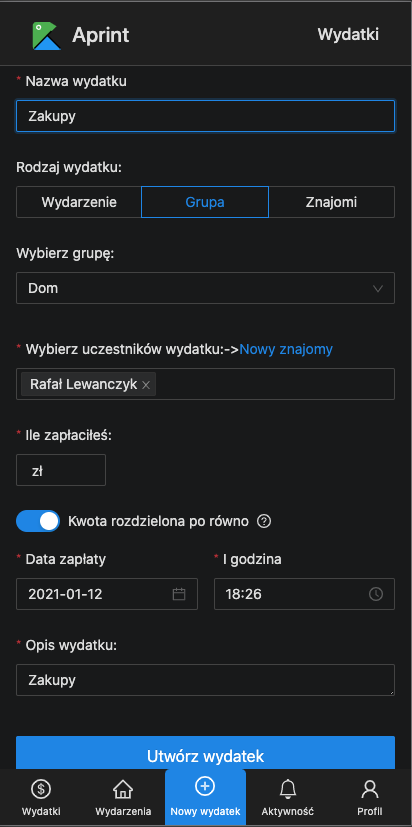 Aprint
Wydatki
* Nazwa wydatku
Zakupy
Rodzaj wydatku:
Wydarzenie Grupa Znajomi
Wybierz grupę:
Dom
* Wybierz uczestników wydatku:->Nowy znajomy
Rafał Lewanczyk ×
* Ile zapłaciłeś:
zł
Kwota rozdzielona po równo ?
* Data zapłaty * I godzina
2021-01-12 18:26
* Opis wydatku:
Zakupy
Utwórz wydatek
Wydatki Wydarzenia Nowy wydatek Aktywność Profil